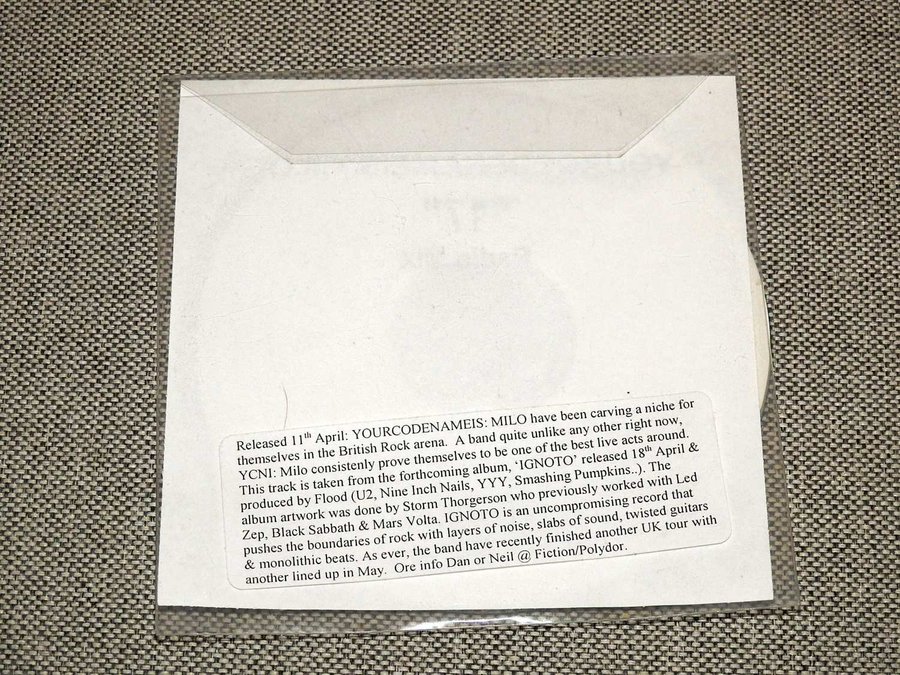 Released 11th April: YOURCODENAMEIS: MILO have been carving a niche for
themselves in the British Rock arena.  A band quite unlike any other right now,
YCNI: Milo consistenly prove themselves to be one of the best live acts around.
This track is taken from the forthcoming album, ‘IGNOTO’ released 18th April &
produced by Flood (U2, Nine Inch Nails, YYY, Smashing Pumpkins..). The
album artwork was done by Storm Thorgerson who previously worked with Led
Zep, Black Sabbath & Mars Volta. IGNOTO is an uncompromising record that
pushes the boundaries of rock with layers of noise, slabs of sound, twisted guitars
& monolithic beats. As ever, the band have recently finished another UK tour with
another lined up in May.  Ore info Dan or Neil @ Fiction/Polydor.